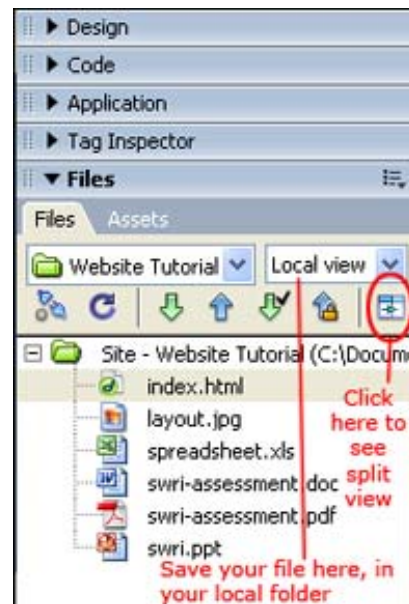 Design
Code
Application
Tag Inspector
Files
Files Assets
Website Tutorial Local view
Site - Website Tutorial (C:\Docum
index.html
layout.jpg
spreadsheet.xls
swri-assessment.doc
swri-assessment.pdf
swri.ppt
Click
here to
see
split
view
Save your file here, in
your local folder